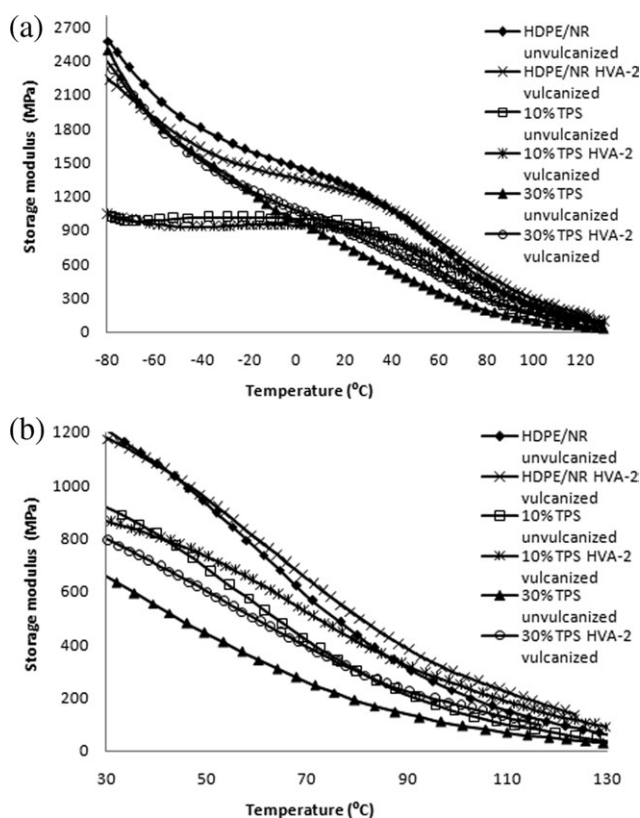 (a)
2700
2400
2100
1800
1500
1200
900
600
300
0
Storage modulus (MPa)
-80 -60 -40 -20 0 20 40 60 80 100 120
Temperature (⁰C)
HDPE/NR
unvulcanized
HDPE/NR HVA-2
vulcanized
10%TPS
unvulcanized
10%TPS HVA-2
vulcanized
30%TPS
unvulcanized
30%TPS HVA-2
vulcanized
(b)
1200
1000
800
600
400
200
0
Storage modulus (MPa)
30 50 70 90 110 130
Temperature (⁰C)
HDPE/NR
unvulcanized
HDPE/NR HVA-2
vulcanized
10%TPS
unvulcanized
10%TPS HVA-2
vulcanized
30%TPS
unvulcanized
30%TPS HVA-2
vulcanized